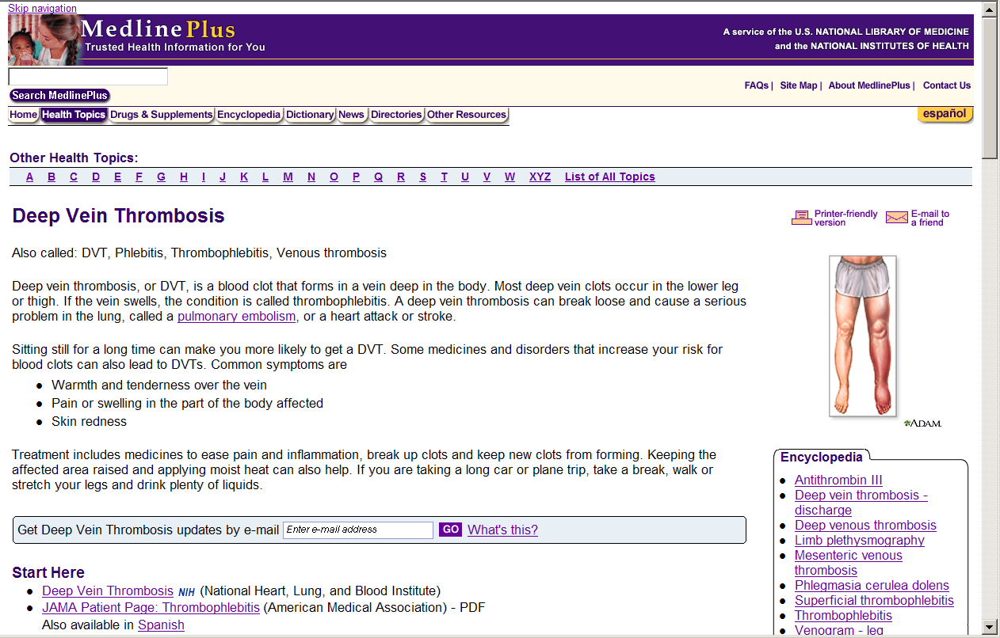 Skip navigation
MedlinePlus
Trusted Health Information for You
A service of the U.S. NATIONAL LIBRARY OF MEDICINE
and the NATIONAL INSTITUTES OF HEALTH
Search MedlinePlus
FAQs | Site Map | About MedlinePlus | Contact Us
Home Health Topics Drugs & Supplements Encyclopedia Dictionary News Directories Other Resources
español
Other Health Topics:
A B C D E F G H I J K L M N O P Q R S T U V W XYZ List of All Topics
Deep Vein Thrombosis
Printer-friendly
version
E-mail to
a friend
Also called: DVT, Phlebitis, Thrombophlebitis, Venous thrombosis
Deep vein thrombosis, or DVT, is a blood clot that forms in a vein deep in the body. Most deep vein clots occur in the lower leg
or thigh. If the vein swells, the condition is called thrombophlebitis. A deep vein thrombosis can break loose and cause a serious
problem in the lung, called a pulmonary embolism, or a heart attack or stroke.
Sitting still for a long time can make you more likely to get a DVT. Some medicines and disorders that increase your risk for
blood clots can also lead to DVTs. Common symptoms are
● Warmth and tenderness over the vein
● Pain or swelling in the part of the body affected
● Skin redness
Treatment includes medicines to ease pain and inflammation, break up clots and keep new clots from forming. Keeping the
affected area raised and applying moist heat can also help. If you are taking a long car or plane trip, take a break, walk or
stretch your legs and drink plenty of liquids.
Get Deep Vein Thrombosis updates by e-mail Enter e-mail address GO What's this?
Start Here
● Deep Vein Thrombosis NIH (National Heart, Lung, and Blood Institute)
● JAMA Patient Page: Thrombophlebitis (American Medical Association) - PDF
Also available in Spanish
ADAM.
Encyclopedia
● Antithrombin III
● Deep vein thrombosis -
discharge
● Deep venous thrombosis
● Limb plethysmography
● Mesenteric venous
thrombosis
● Phlegmasia cerulea dolens
● Superficial thrombophlebitis
● Thrombophlebitis
● Venogram - leg